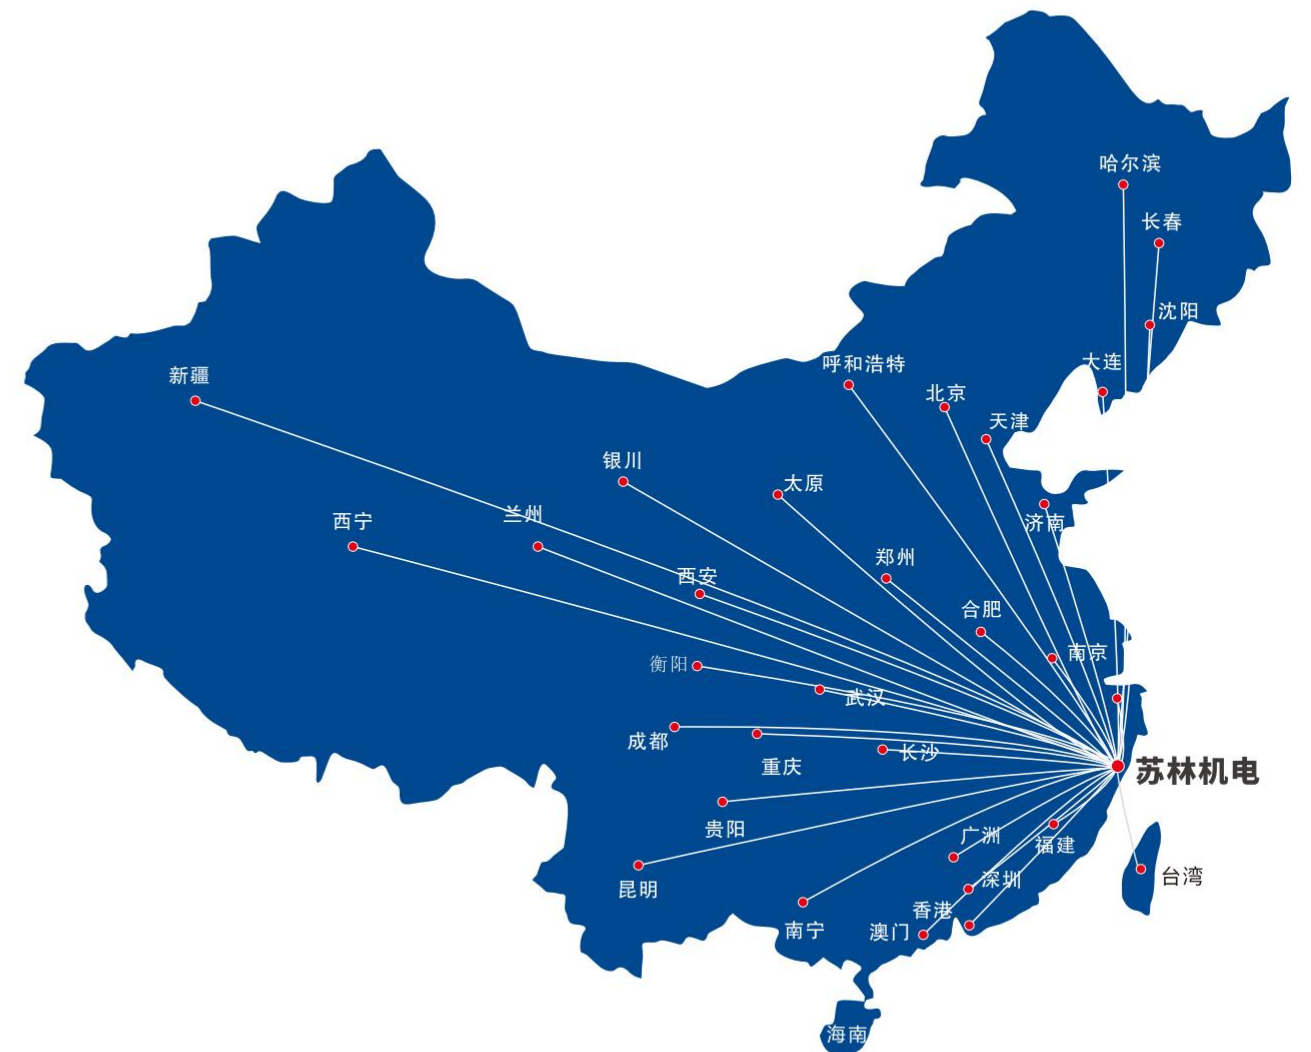 哈尔滨
长春
沈阳
大连
呼和浩特
新疆
北京
天津
银川
太原
兰州
西宁
济南
郑州
西安
合肥
南京
衡阳
武汉
成都
长沙
重庆
苏林机电
贵阳
广洲
福建
台湾
深圳
昆明
香港
南宁
澳门
海南